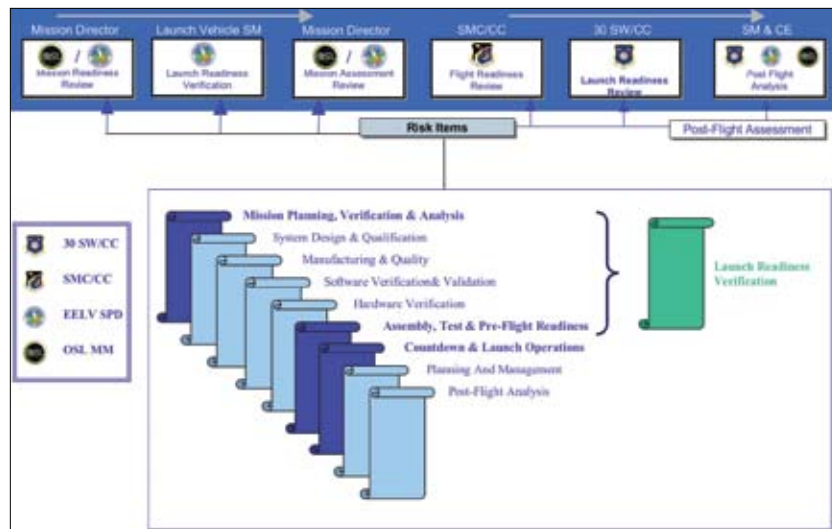 Mission Director
Launch Vehicle SM
Mission Director
SMC/CC
30 SW/CC
SM & CE
/
Mission Readiness
Review
Launch Readiness
Verification
/
Mission Assessment
Review
Flight Readiness
Review
Launch Readiness
Review
Post Flight
Analysis
Risk Items
Post-Flight Assessment
30 SW/CC
SMC/CC
EELV SPD
OSL MM
Mission Planning, Verification & Analysis
System Design & Qualification
Manufacturing & Quality
Software Verification& Validation
Hardware Verification
Assembly, Test & Pre-Flight Readiness
Countdown & Launch Operations
Planning And Management
Post-Flight Analysis
Launch Readiness
Verification